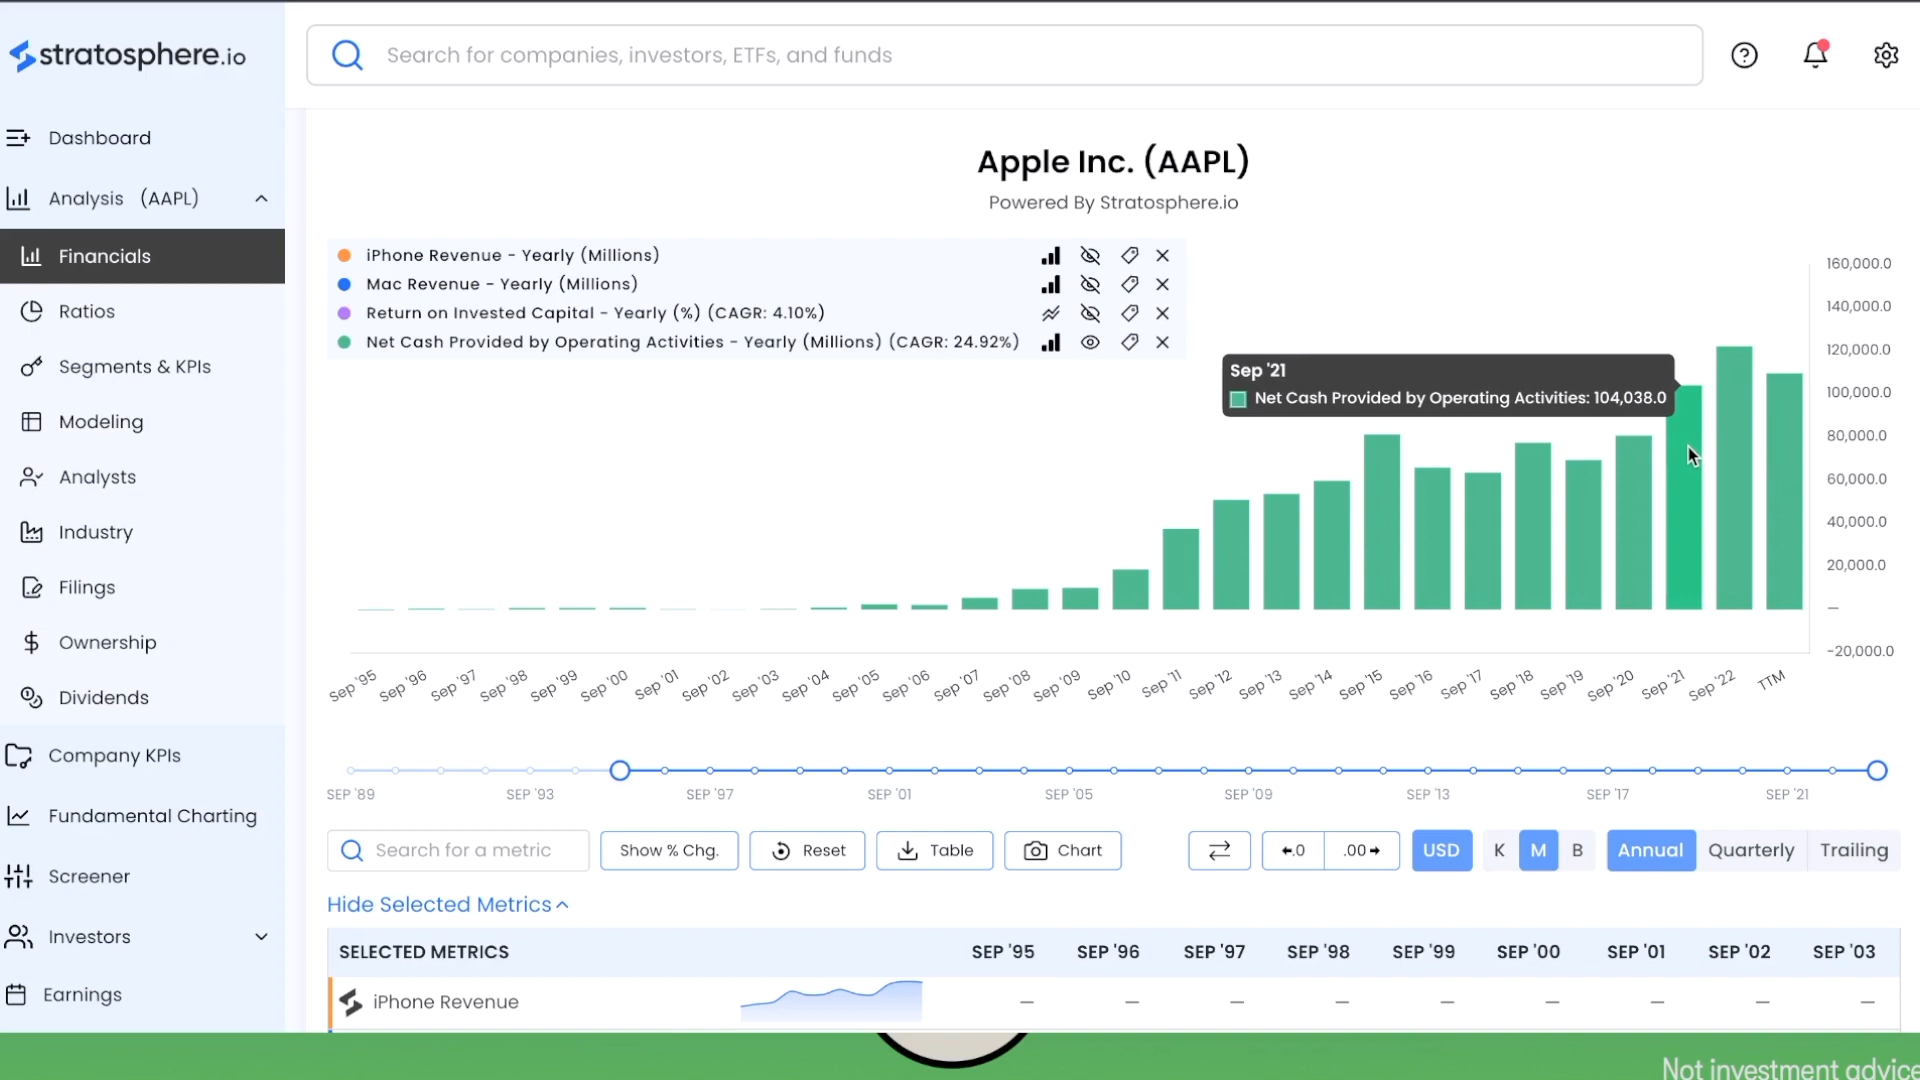 stratosphere.io
Search for companies, investors, ETFs, and funds
Dashboard
Analysis (AAPL)
Financials
Ratios
Segments & KPIs
Modeling
Analysts
Industry
Filings
Ownership
Dividends
Company KPIs
Fundamental Charting
Screener
Investors
Earnings
Apple Inc. (AAPL)
Powered By Stratosphere.io
iPhone Revenue - Yearly (Millions)
Mac Revenue - Yearly (Millions)
Return on Invested Capital - Yearly (%) (CAGR: 4.10%)
Net Cash Provided by Operating Activities - Yearly (Millions) (CAGR: 24.92%)
Sep '21
Net Cash Provided by Operating Activities: 104,038.0
160,000.0
140,000.0
120,000.0
100,000.0
80,000.0
60,000.0
40,000.0
20,000.0
—
-20,000.0
Sep '95 Sep '96 Sep '97 Sep '98 Sep '99 Sep '00 Sep '01 Sep '02 Sep '03 Sep '04 Sep '05 Sep '06 Sep '07 Sep '08 Sep '09 Sep '10 Sep '11 Sep '12 Sep '13 Sep '14 Sep '15 Sep '16 Sep '17 Sep '18 Sep '19 Sep '20 Sep '21 Sep '22 TTM
SEP '89 SEP '93 SEP '97 SEP '01 SEP '05 SEP '09 SEP '13 SEP '17 SEP '21
Search for a metric Show % Chg. Reset Table Chart .0 .00 USD K M B Annual Quarterly Trailing
Hide Selected Metrics
SELECTED METRICS SEP '95 SEP '96 SEP '97 SEP '98 SEP '99 SEP '00 SEP '01 SEP '02 SEP '03
iPhone Revenue — — — — — — — — —
Not investment advice